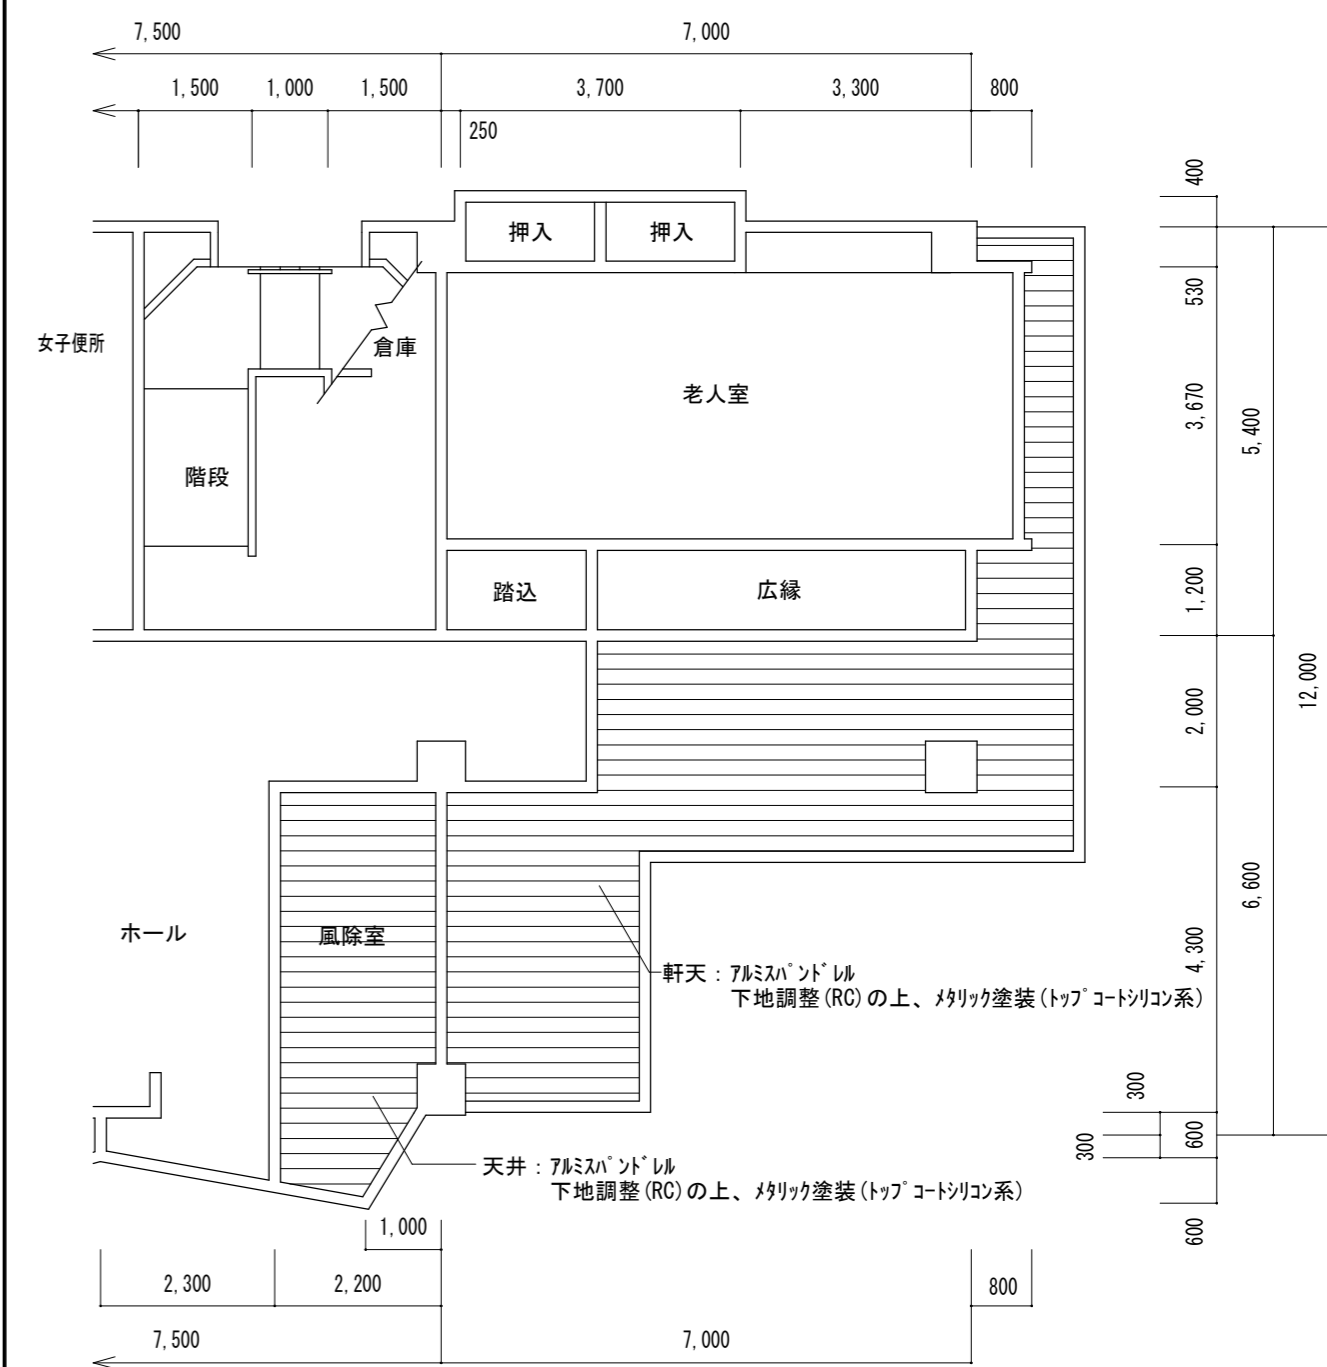 7,500
7,000
1,500
1,000
1,500
3,700
3,300
800
250
400
押入
押入
530
女子便所
倉庫
老人室
3,670
5,400
階段
踏込
広縁
1,200
12,000
2,000
6,600
ホール
風除室
4,300
軒天：ｱﾙﾐｽﾊﾟﾝﾄﾞﾚﾙ
下地調整(RC)の上、ﾒﾀﾘｯｸ塗装(ﾄｯﾌﾟｺｰﾄｼﾘｺﾝ系)
300
300
600
天井：ｱﾙﾐｽﾊﾟﾝﾄﾞﾚﾙ
下地調整(RC)の上、ﾒﾀﾘｯｸ塗装(ﾄｯﾌﾟｺｰﾄｼﾘｺﾝ系)
600
1,000
2,300
2,200
800
7,500
7,000